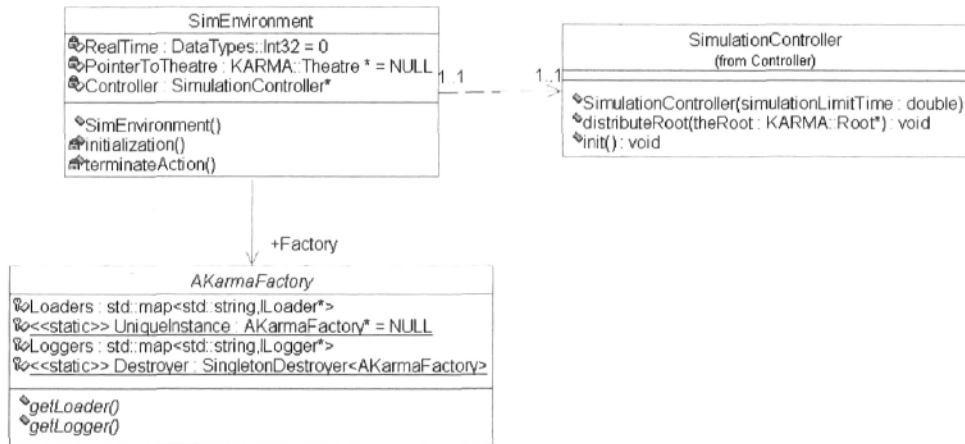 SimEnvironment
RealTime : DataTypes::Int32 = 0
PointerToTheatre : KARMA::Theatre * = NULL
Controller : SimulationController*
SimEnvironment()
initialization()
terminateAction()
1..1
1..1
SimulationController
(from Controller)
SimulationController(simulationLimitTime : double)
distributeRoot(theRoot : KARMA::Root*) : void
init() : void
+Factory
AKarmaFactory
Loaders : std::map<std::string,ILoader*>
<<static>> UniqueInstance : AKarmaFactory* = NULL
Loggers : std::map<std::string,ILogger*>
<<static>> Destroyer : SingletonDestroyer<AKarmaFactory>
getLoader()
getLogger()